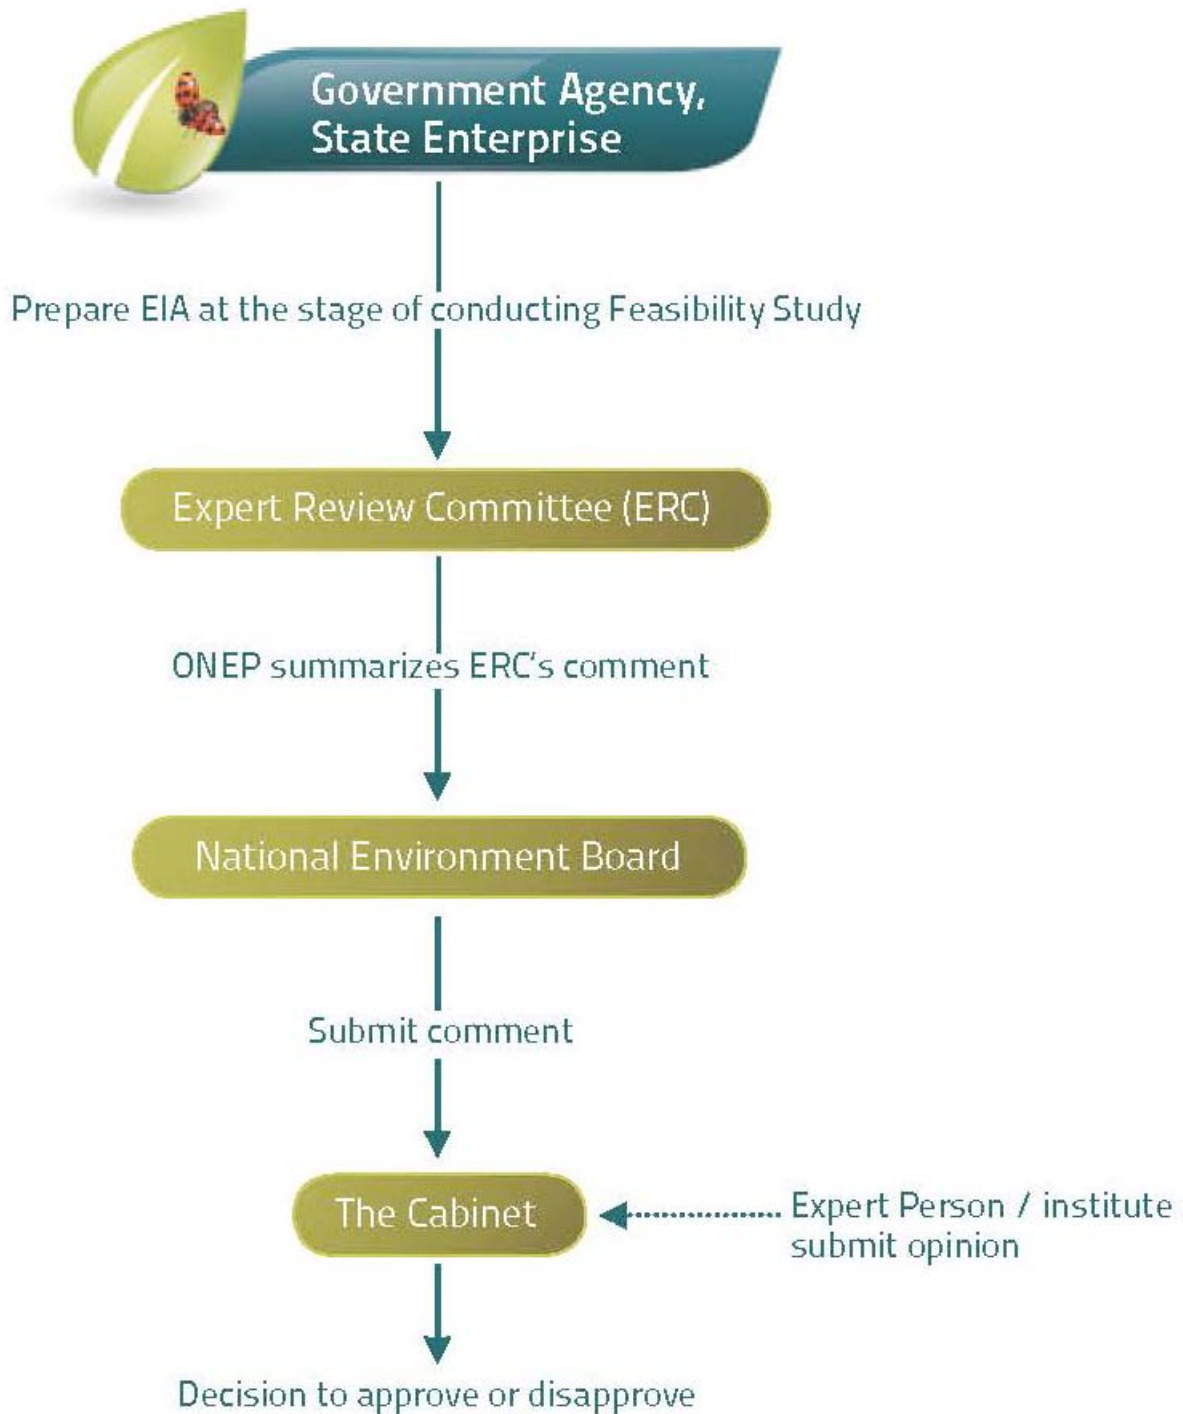 Government Agency,
State Enterprise
Prepare EIA at the stage of conducting Feasibility Study
Expert Review Committee (ERC)
ONEP summarizes ERC's comment
National Environment Board
Submit comment
The Cabinet
Expert Person / institute
submit opinion
Decision to approve or disapprove